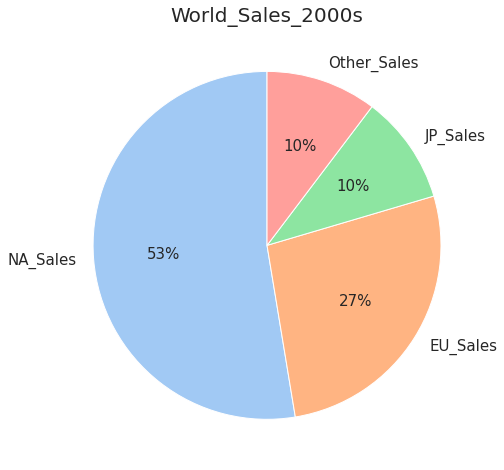 World_Sales_2000s
Other_Sales
JP_Sales
10%
10%
NA_Sales
53%
27%
EU_Sales